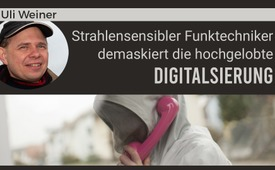 Uli Weiner
Strahlensensibler Funktechniker
demaskiert die hochgelobte
DIGITALSIERUNG